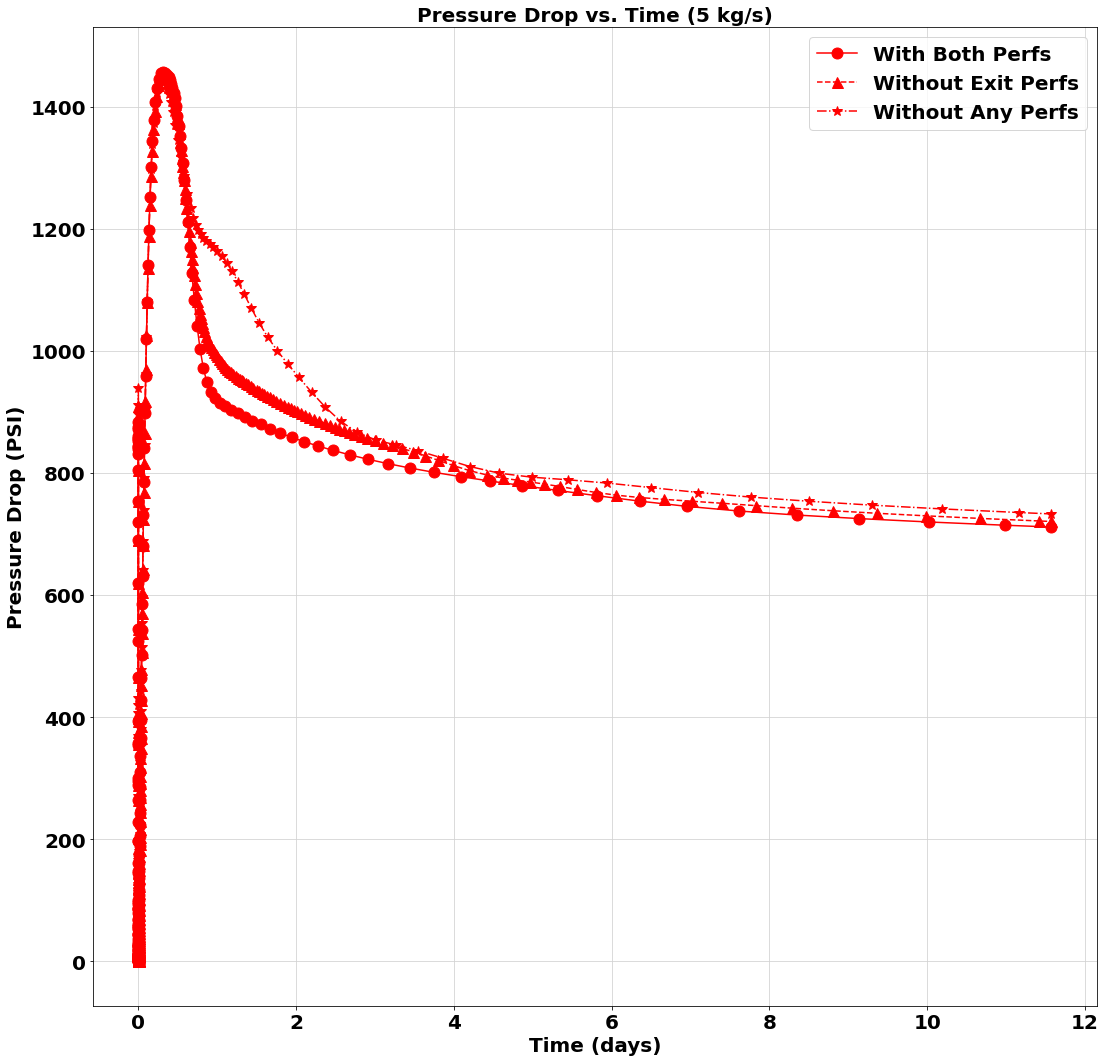 Pressure Drop vs. Time (5 kg/s)
With Both Perfs
Without Exit Perfs
Without Any Perfs
Pressure Drop (PSI)
1400
1200
1000
800
600
400
200
0
0 2 4 6 8 10 12
Time (days)